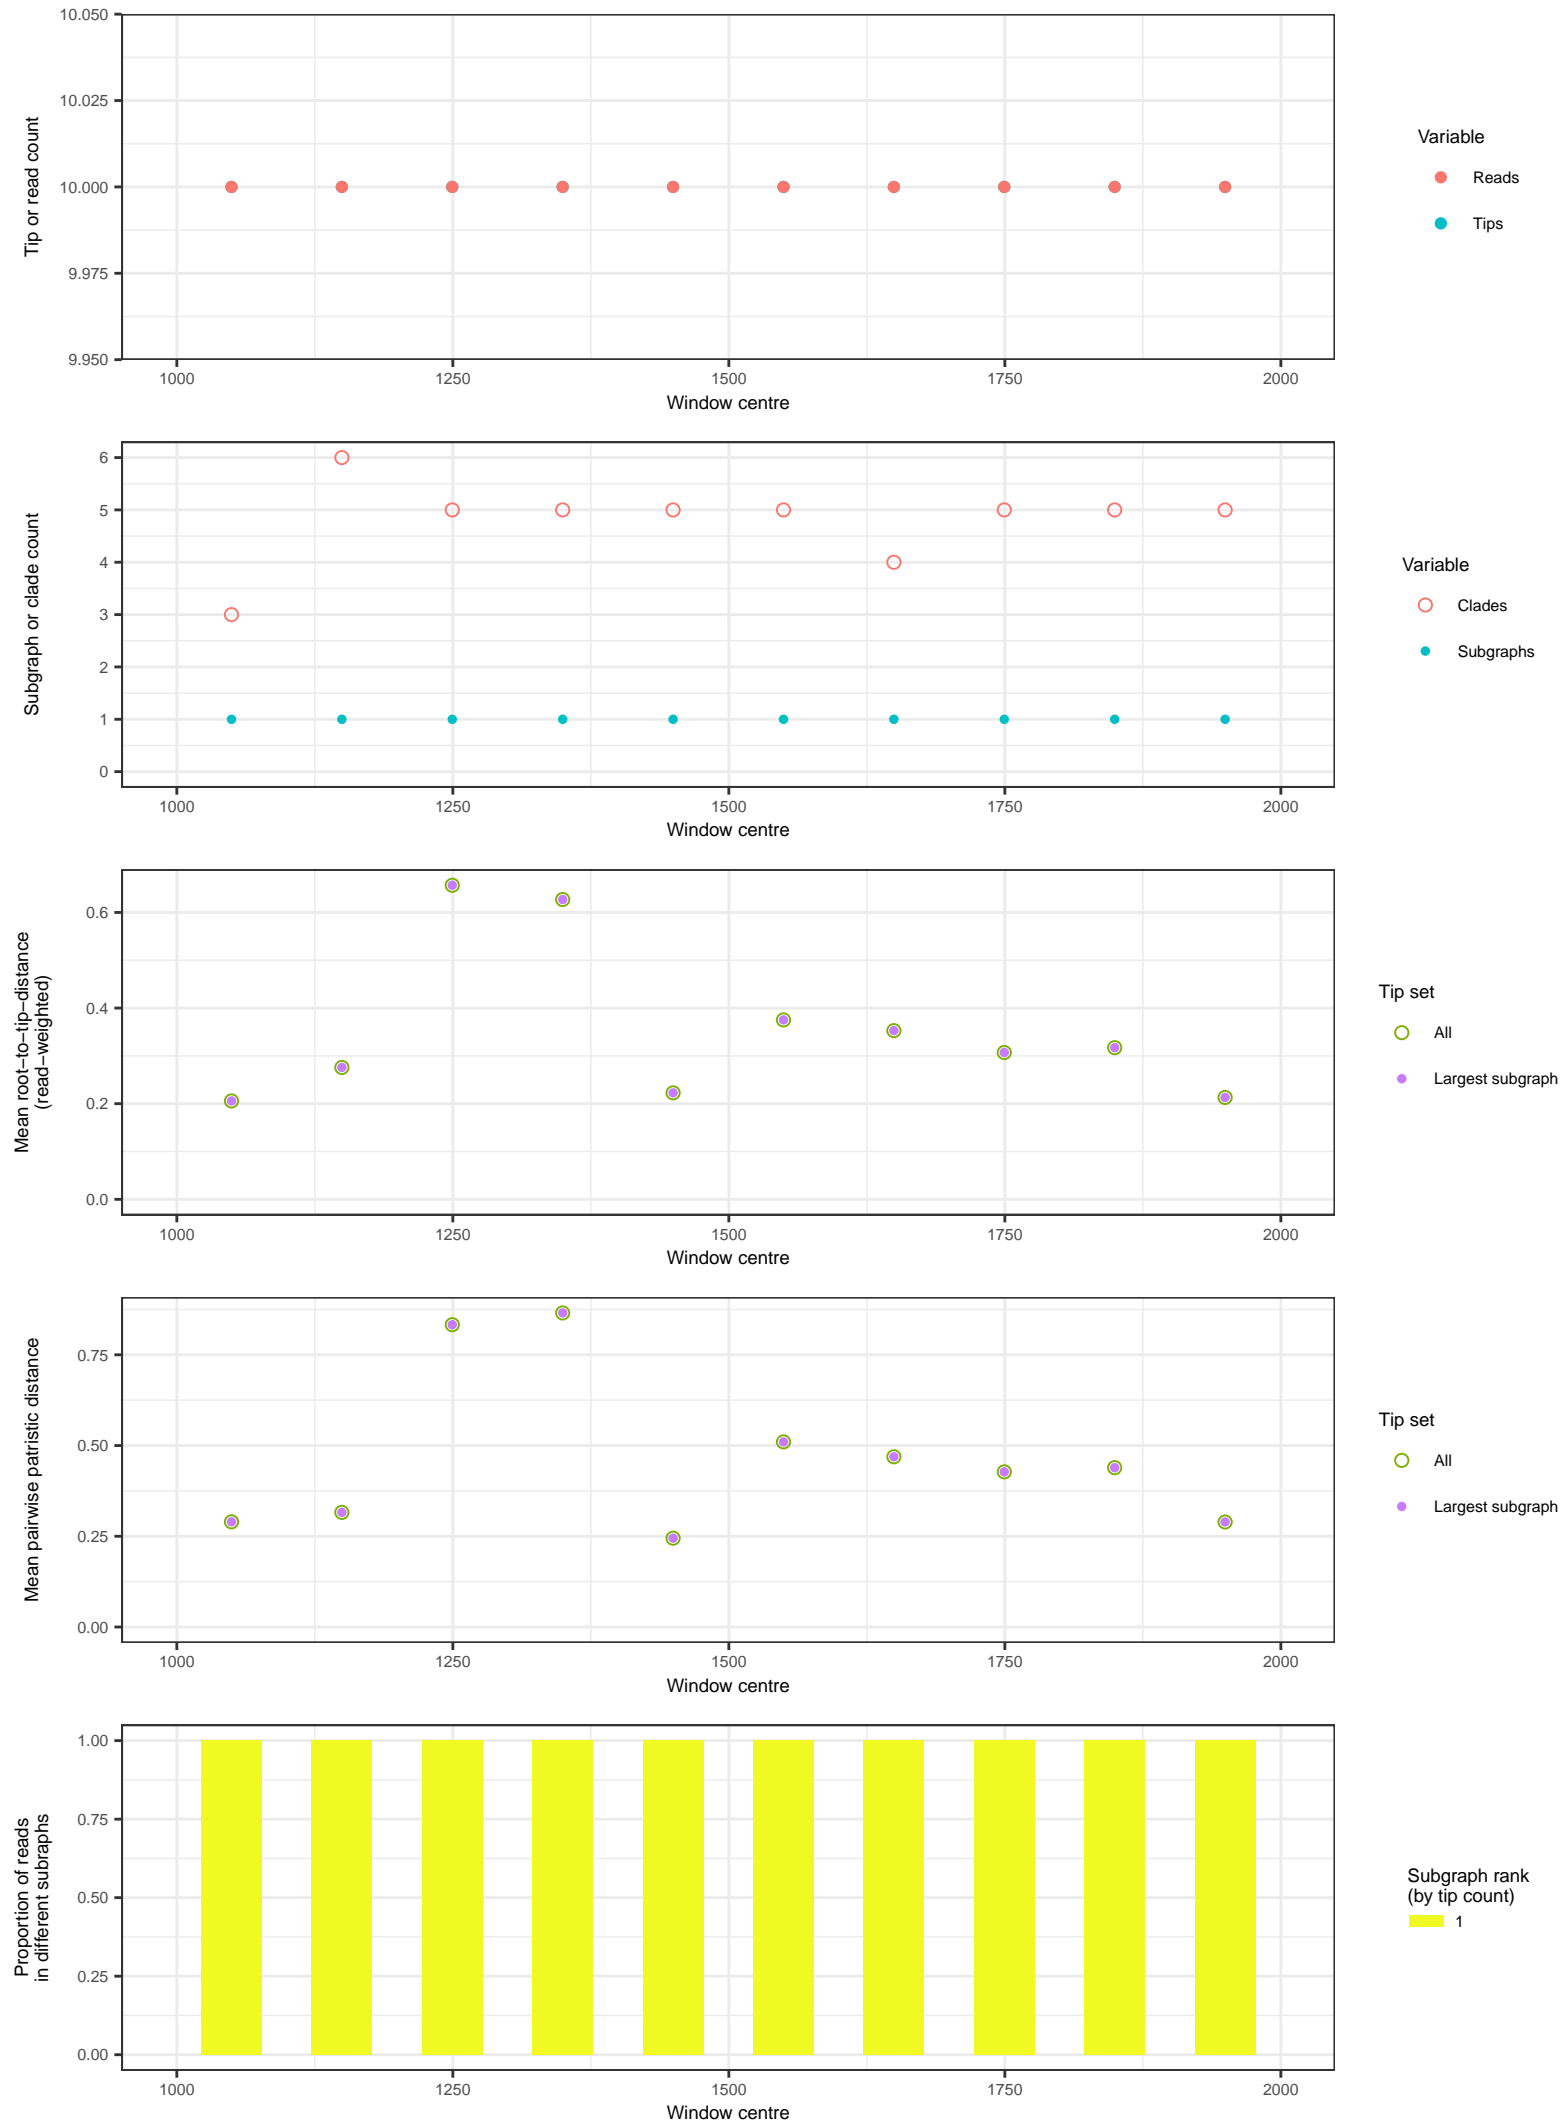 10.050
10.025
10.000
9.975
9.950
Tip or read count
1000 1250 1500 1750 2000
Window centre
Variable
Reads
Tips
6
5
4
3
2
1
0
Subgraph or clade count
1000 1250 1500 1750 2000
Window centre
Variable
Clades
Subgraphs
0.6
0.4
0.2
0.0
Mean root−to−tip−distance
(read−weighted)
1000 1250 1500 1750 2000
Window centre
Tip set
All
Largest subgraph
0.75
0.50
0.25
0.00
Mean pairwise patristic distance
1000 1250 1500 1750 2000
Window centre
Tip set
All
Largest subgraph
1.00
0.75
0.50
0.25
0.00
Proportion of reads
in different subraphs
1000 1250 1500 1750 2000
Window centre
Subgraph rank
(by tip count)
1